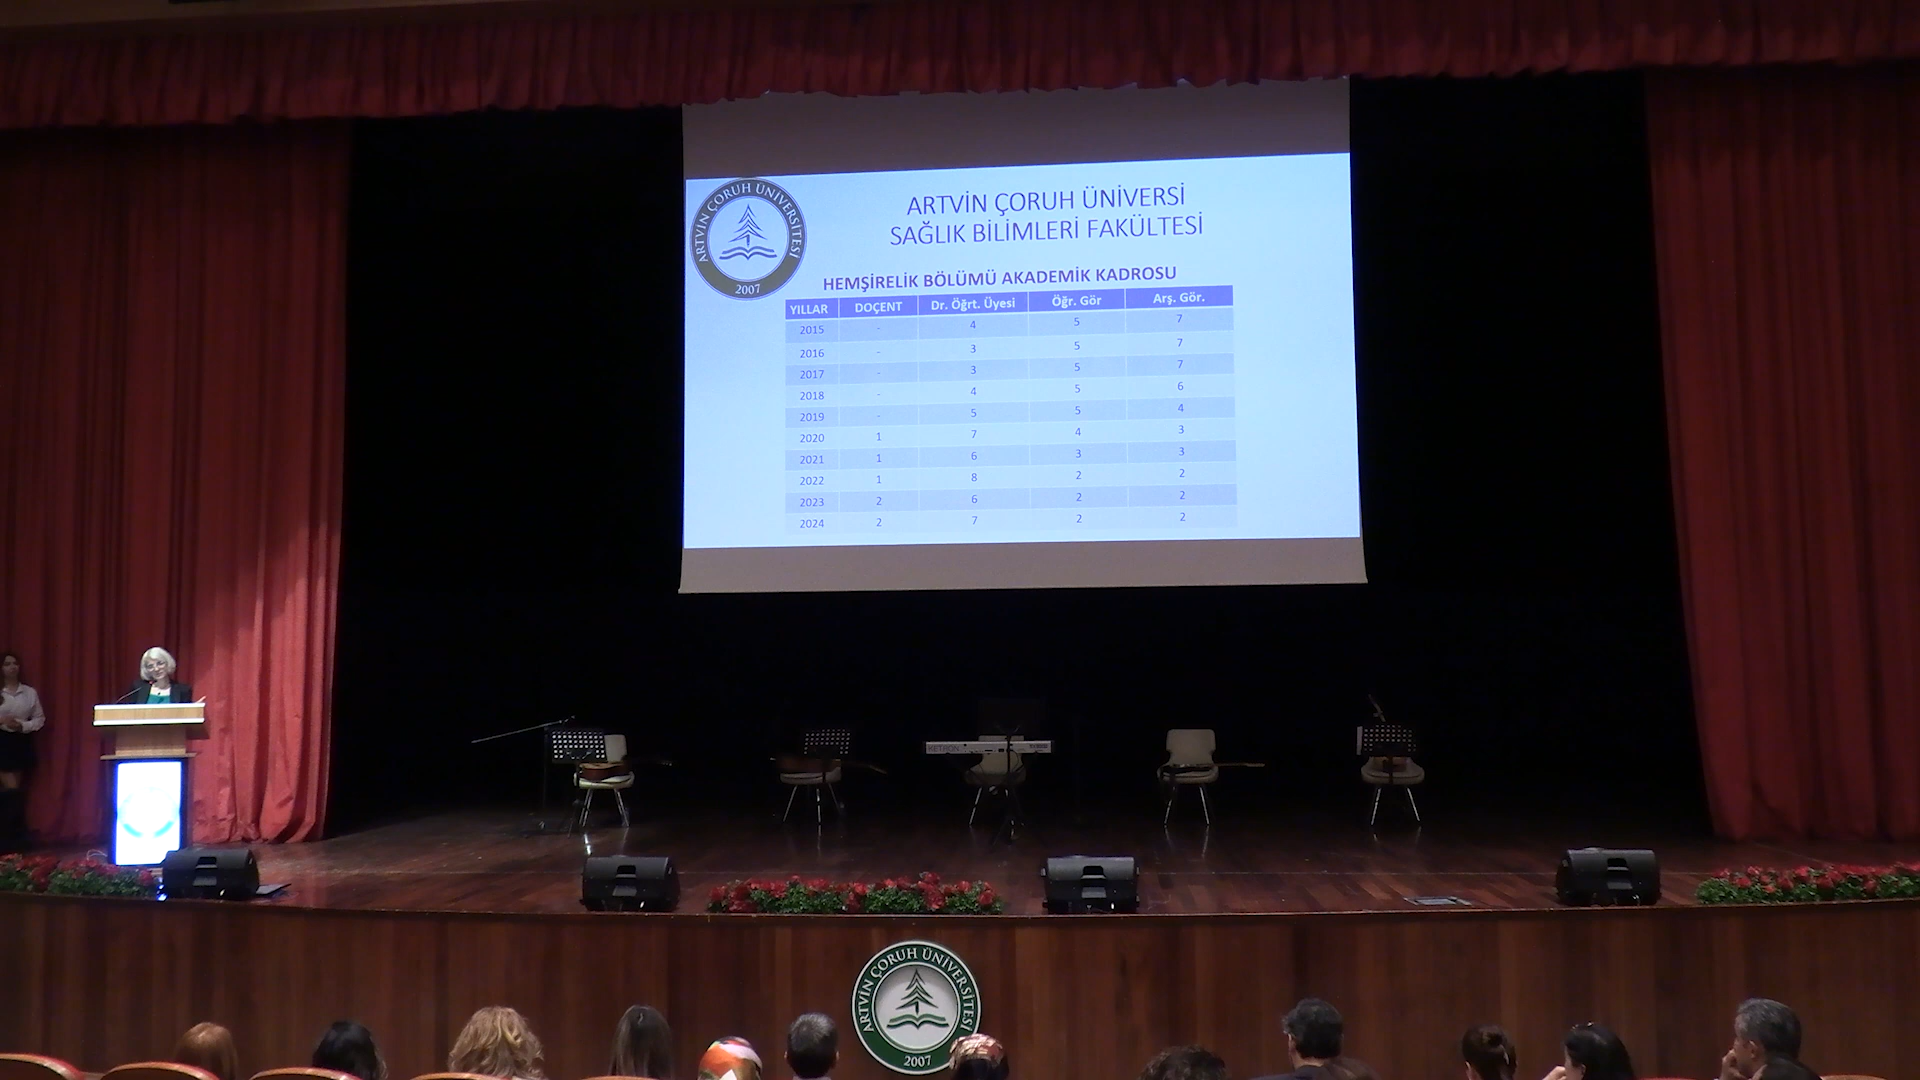 ARTVİN ÇORUH ÜNİVERSİTESİ
2007
ARTVİN ÇORUH ÜNİVERSİ
SAĞLIK BİLİMLERİ FAKÜLTESİ
HEMŞİRELİK BÖLÜMÜ AKADEMİK KADROSU
YILLAR DOÇENT Dr. Öğrt. Üyesi Öğr. Gör Arş. Gör.
2015 - 4 5 7
2016 - 3 5 7
2017 - 3 5 7
2018 - 4 5 6
2019 - 5 5 4
2020 1 7 4 3
2021 1 6 3 3
2022 1 8 2 2
2023 2 6 2 2
2024 2 7 2 2
KETRON
ARTVİN ÇORUH ÜNİVERSİTESİ
2007